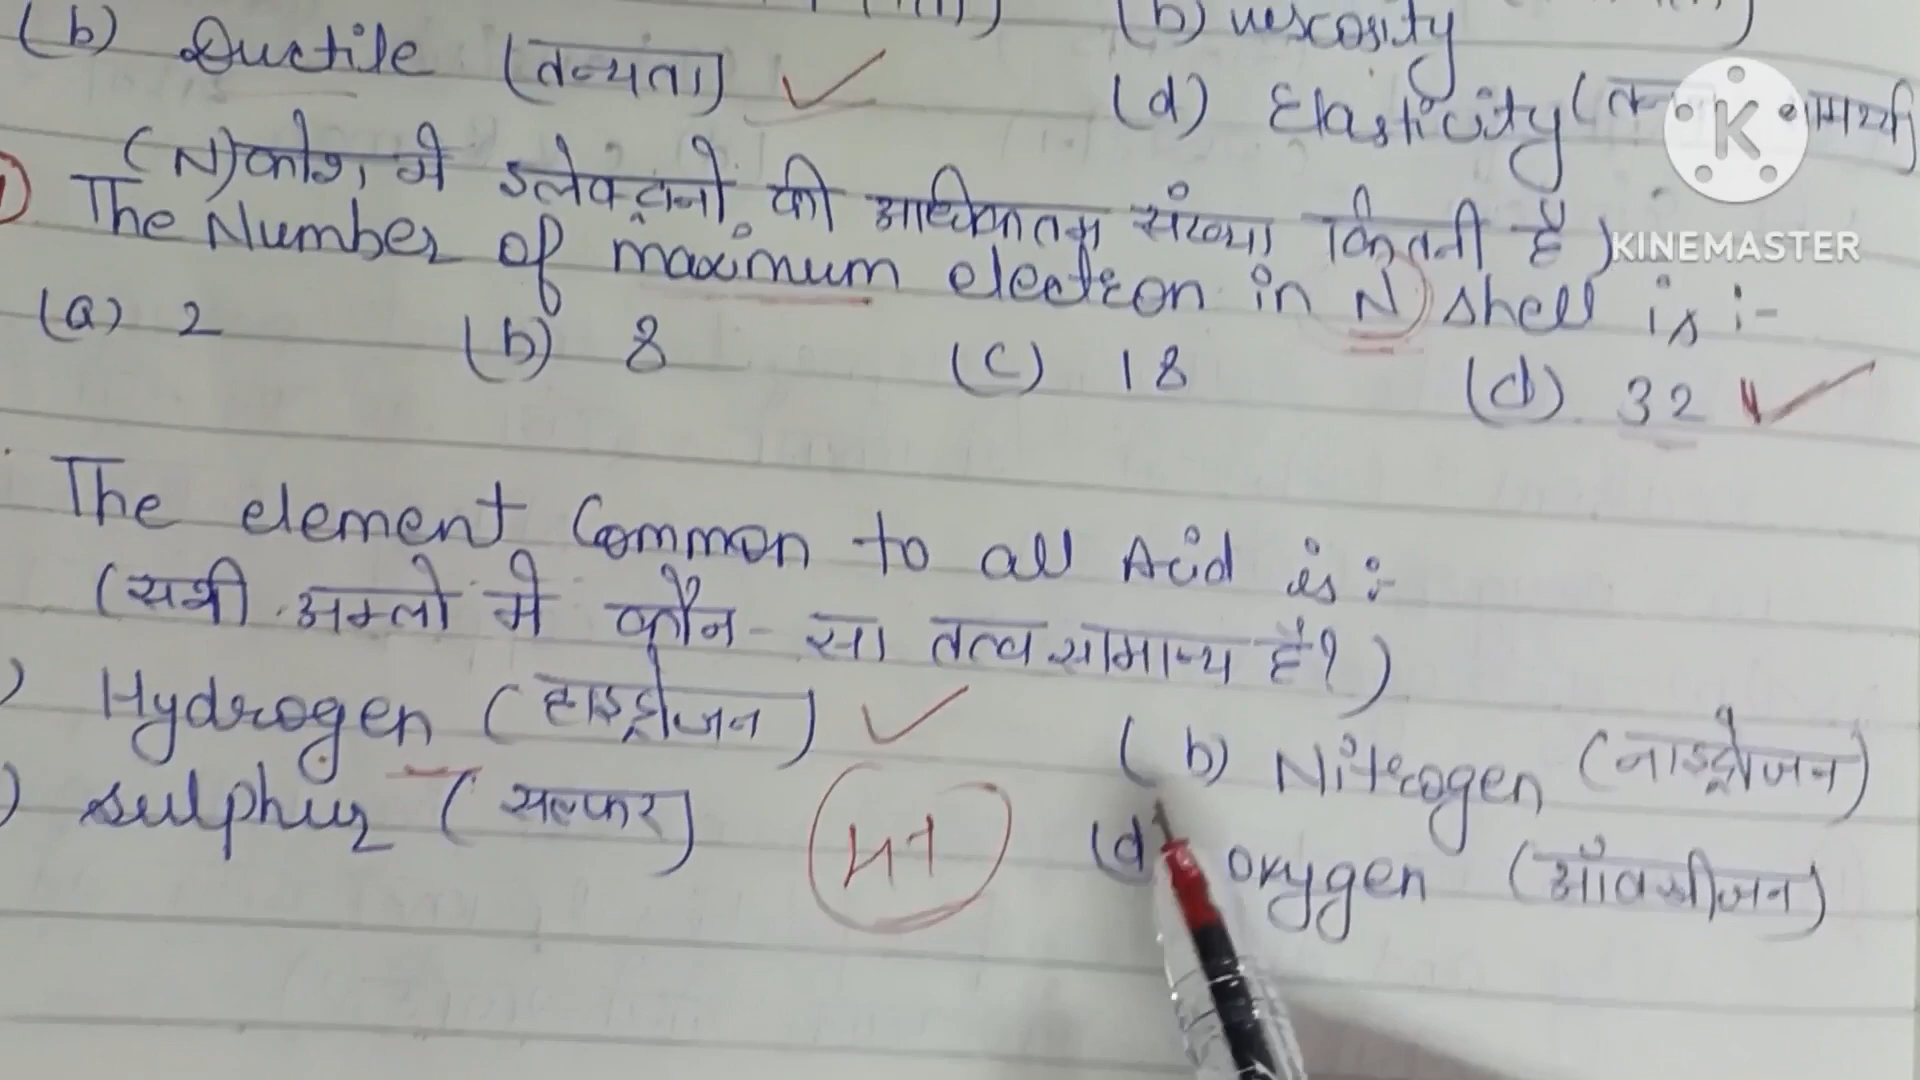 (b) viscosity
(b) Ductile (तन्यता)
(d) Elasticity (
K
KINEMASTER
(N) कोश, मे इलेक्ट्रानो की अधिकतम संख्या कितनी है)
The Number of maximum electron in N shell is :-
(a) 2 (b) 8 (c) 18 (d) 32
The element Common to all Acid is :-
(सभी अम्लो मे कौन-सा तत्व सामान्य है?)
) Hydrogen (हाइड्रोजन) (b) Nitrogen (नाइट्रोजन)
) Sulphur (सल्फर) (d oxygen (ऑक्सीजन)
H+